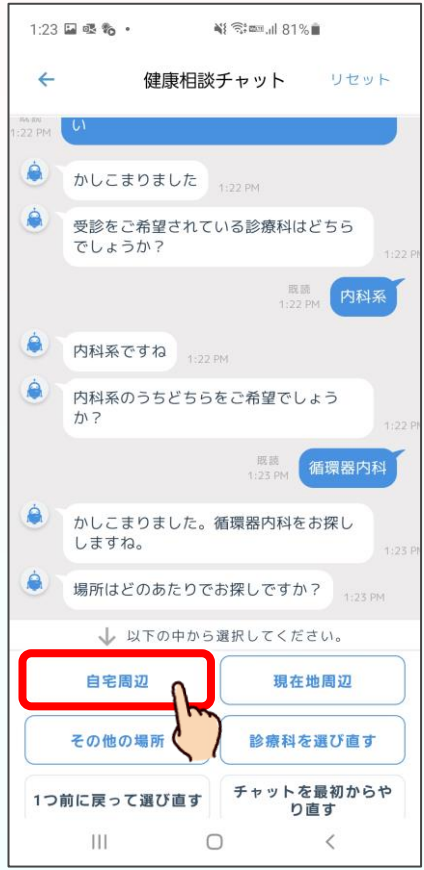 1:23 81%
健康相談チャット リセット
1:22 PM い
かしこまりました 1:22 PM
受診をご希望されている診療科はどちら
でしょうか？
1:22 PM
既読
1:22 PM 内科系
内科系ですね 1:22 PM
内科系のうちどちらをご希望でしょう
か？
1:22 PM
既読
1:23 PM 循環器内科
かしこまりました。循環器内科をお探し
しますね。
1:23 PM
場所はどのあたりでお探しですか？ 1:23 PM
以下の中から選択してください。
自宅周辺 現在地周辺
その他の場所 診療科を選び直す
1つ前に戻って選び直す チャットを最初からや
り直す